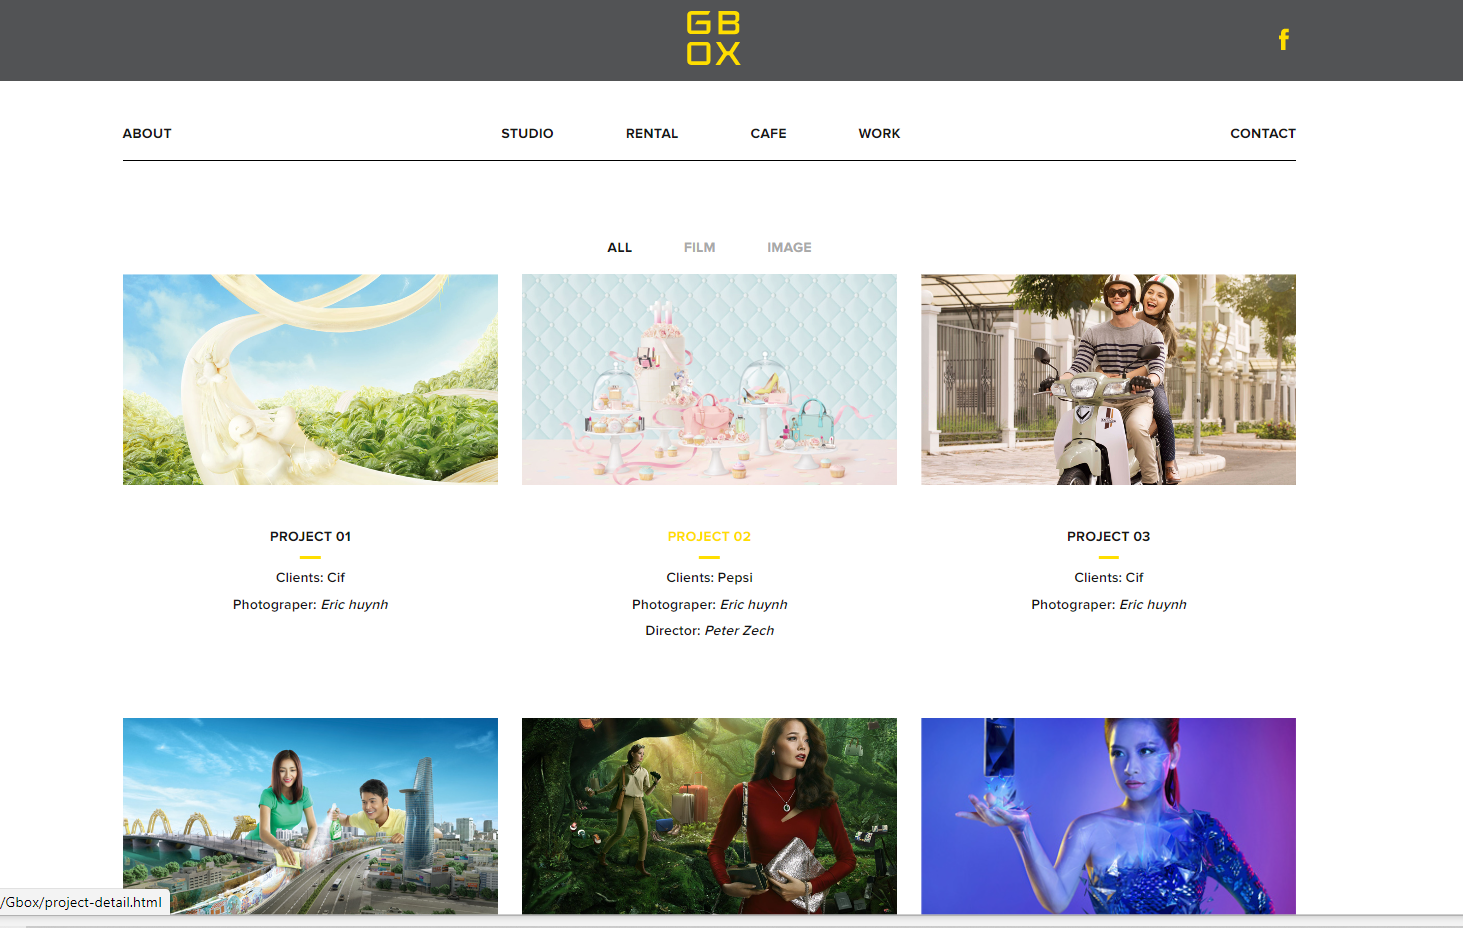 GB
OX
f
ABOUT STUDIO RENTAL CAFE WORK CONTACT
ALL FILM IMAGE
PROJECT 01
Clients: Cif
Photograper: Eric huynh
PROJECT 02
Clients: Pepsi
Photograper: Eric huynh
Director: Peter Zech
PROJECT 03
Clients: Cif
Photograper: Eric huynh
/Gbox/project-detail.html